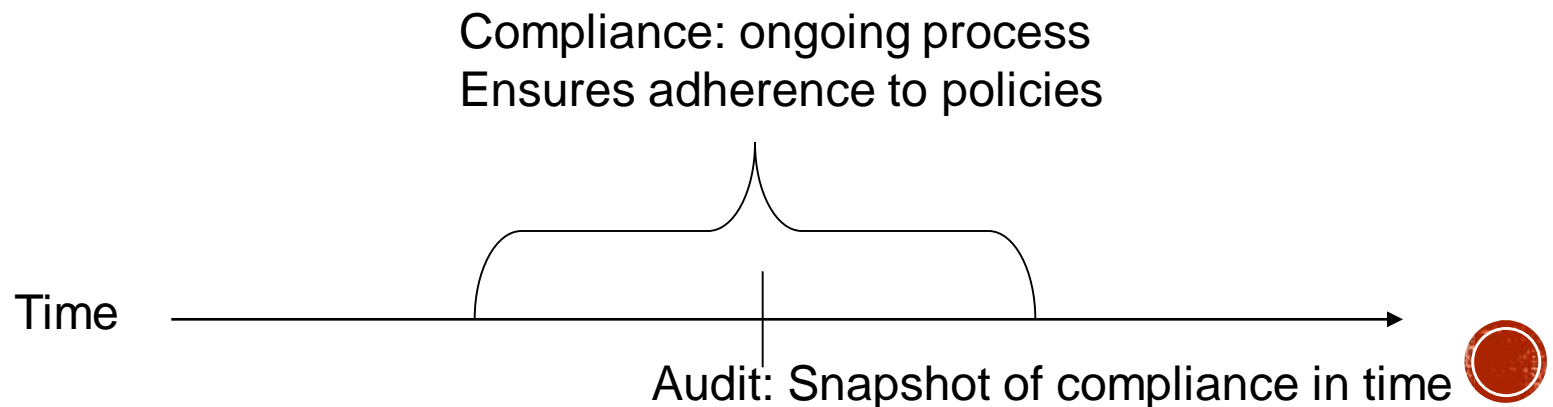 Compliance: ongoing process
Ensures adherence to policies
Time
Audit: Snapshot of compliance in time